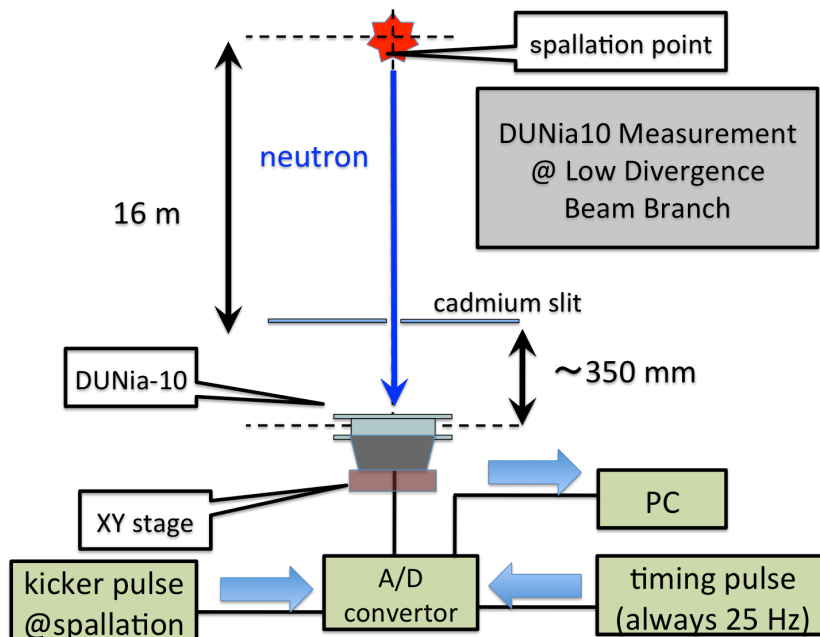 spallation point
DUNia10 Measurement
@ Low Divergence
Beam Branch
neutron
16 m
cadmium slit
DUNia-10
～350 mm
XY stage
PC
kicker pulse
@spallation
A/D
convertor
timing pulse
(always 25 Hz)